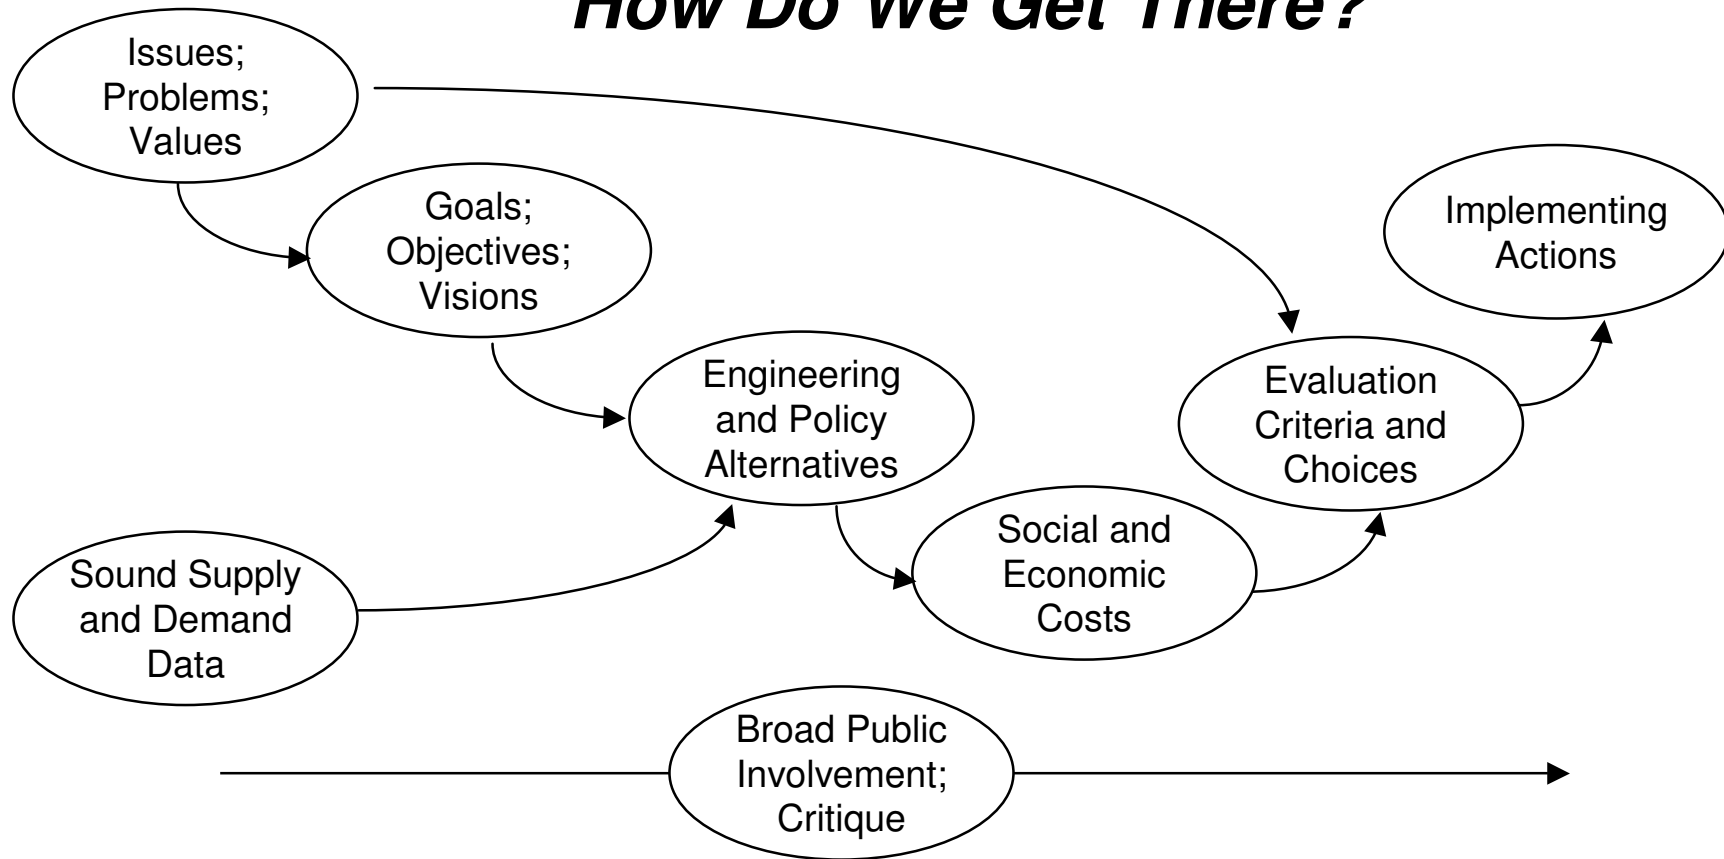 How Do We Get There?
Issues;
Problems;
Values
Goals;
Objectives;
Visions
Implementing
Actions
Engineering
and Policy
Alternatives
Evaluation
Criteria and
Choices
Sound Supply
and Demand
Data
Social and
Economic
Costs
Broad Public
Involvement;
Critique